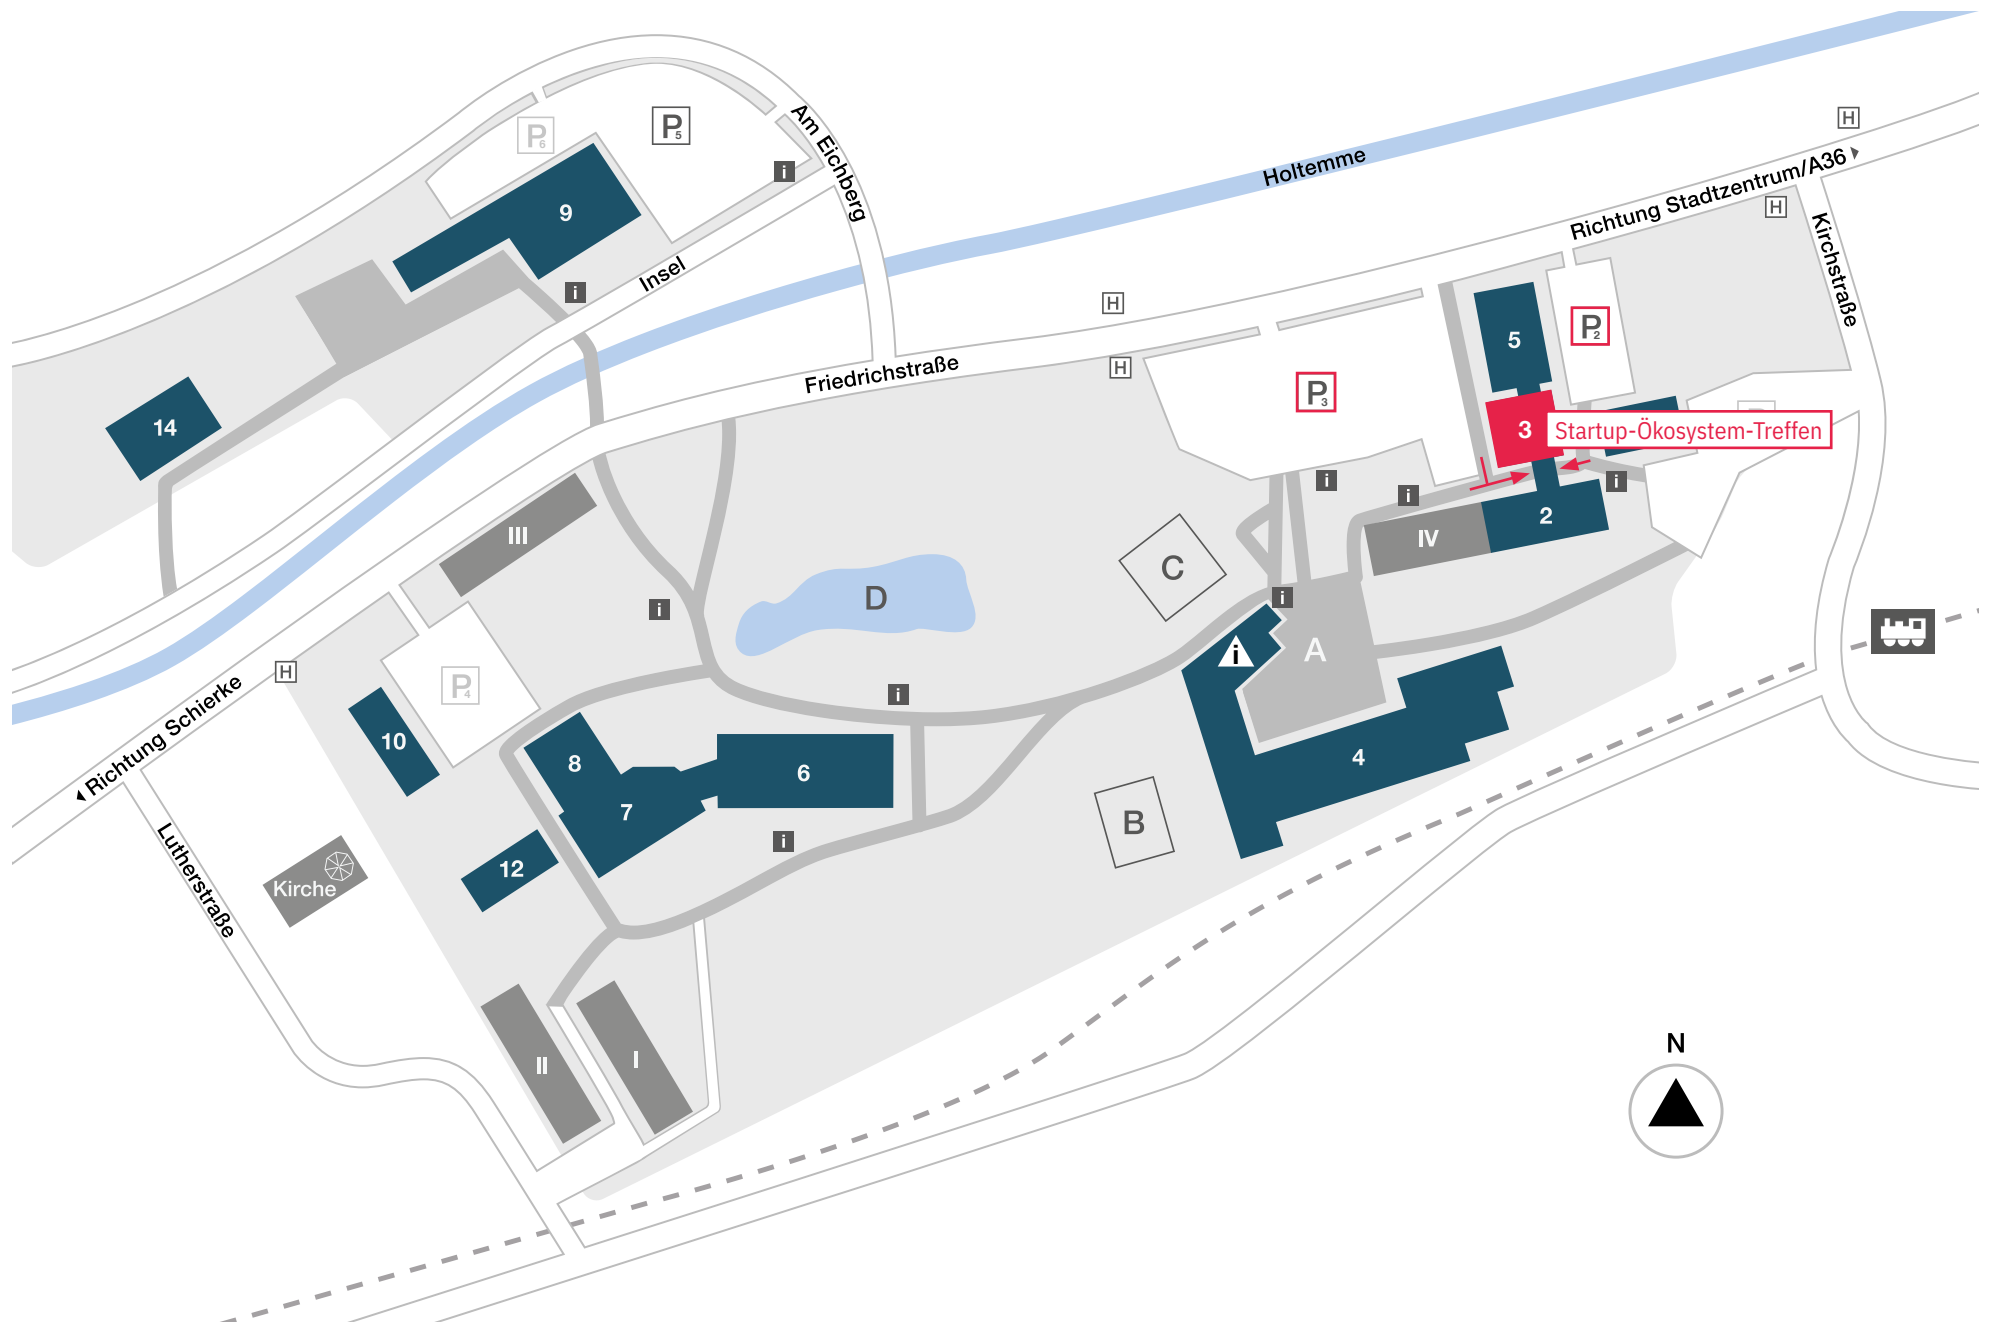 H
Holtemme
Richtung Stadtzentrum/A36
H
Kirchstraße
Am Eichberg
P5
P6
i
9
Insel
i
H
Friedrichstraße
H
5
P2
P3
14
3
Startup-Ökosystem-Treffen
i
i
i
2
IV
III
C
D
i
i
i
A
H
P4
Richtung Schierke
i
10
8
6
7
4
B
i
12
Kirche
Lutherstraße
II
I
N